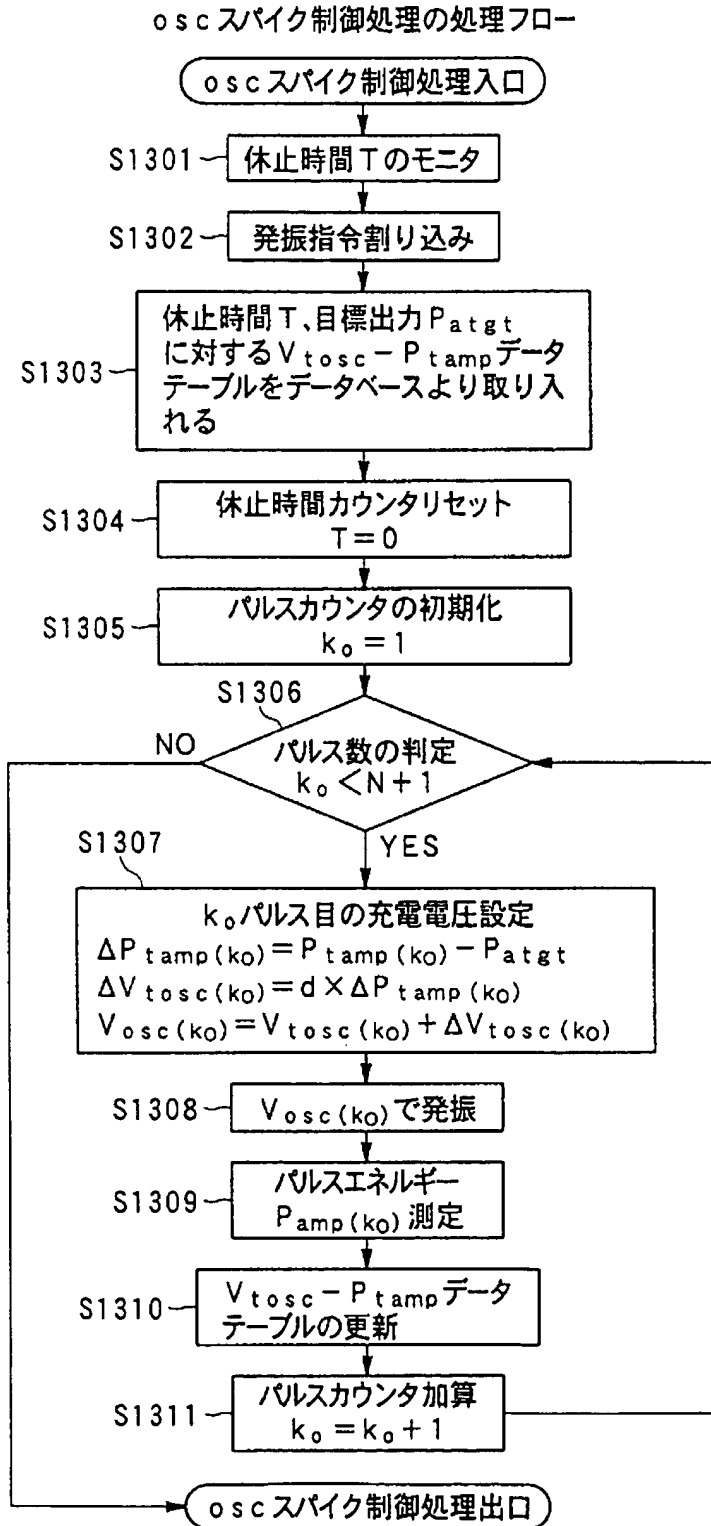 oscスパイク制御処理の処理フロー
oscスパイク制御処理入口
S1301
休止時間Tのモニタ
S1302
発振指令割り込み
S1303
休止時間T、目標出力Patgt
に対するVtosc−Ptampデータ
テーブルをデータベースより取り入
れる
S1304
休止時間カウンタリセット
T=0
S1305
パルスカウンタの初期化
ko=1
S1306
NO
パルス数の判定
ko<N+1
YES
S1307
koパルス目の充電電圧設定
ΔPtamp(ko)=Ptamp(ko)−Patgt
ΔVtosc(ko)=d×ΔPtamp(ko)
Vosc(ko)=Vtosc(ko)+ΔVtosc(ko)
S1308
Vosc(ko)で発振
S1309
パルスエネルギー
Pamp(ko)測定
S1310
Vtosc−Ptampデータ
テーブルの更新
S1311
パルスカウンタ加算
ko=ko+1
oscスパイク制御処理出口